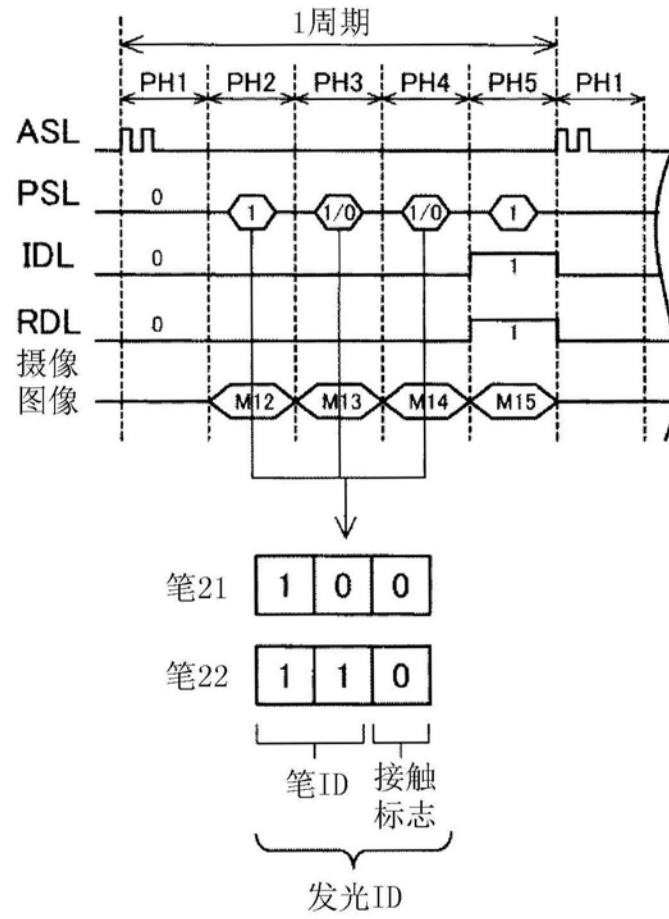 1周期
PH1 PH2 PH3 PH4 PH5 PH1
ASL
PSL 0 1 1/0 1/0 1
IDL 0 1
RDL 0 1
摄像
图像 M12 M13 M14 M15
笔21 1 0 0
笔22 1 1 0
笔ID 接触
标志
发光ID